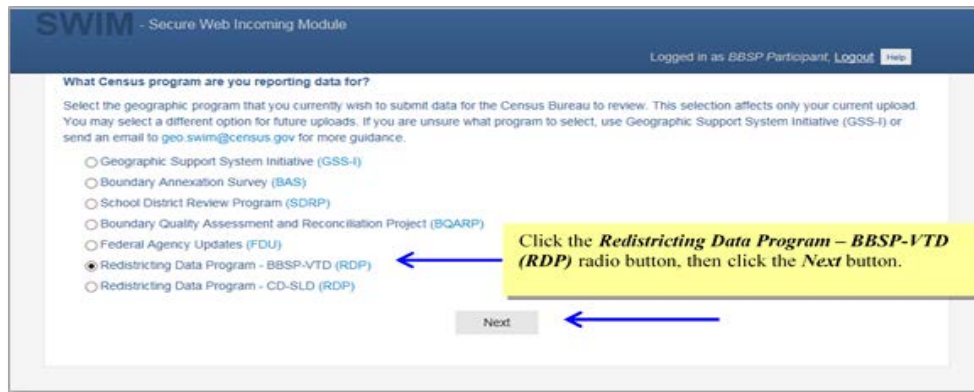 SWIM - Secure Web Incoming Module
Logged in as BBSP Participant, Logout Help
What Census program are you reporting data for?
Select the geographic program that you currently wish to submit data for the Census Bureau to review. This selection affects only your current upload.
You may select a different option for future uploads. If you are unsure what program to select, use Geographic Support System Initiative (GSS-I) or
send an email to geo.swim@census.gov for more guidance.
Geographic Support System Initiative (GSS-I)
Boundary Annexation Survey (BAS)
School District Review Program (SDRP)
Boundary Quality Assessment and Reconciliation Project (BQARP)
Federal Agency Updates (FDU)
Redistricting Data Program - BBSP-VTD (RDP)
Redistricting Data Program - CD-SLD (RDP)
Click the Redistricting Data Program – BBSP-VTD
(RDP) radio button, then click the Next button.
Next